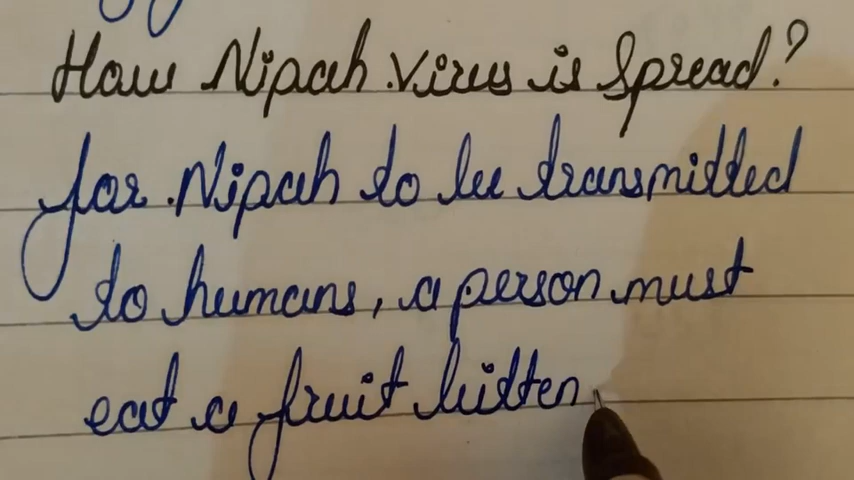 How Nipah Virus is Spread?
for Nipah to be transmitted
to humans, a person must
eat a fruit bitten